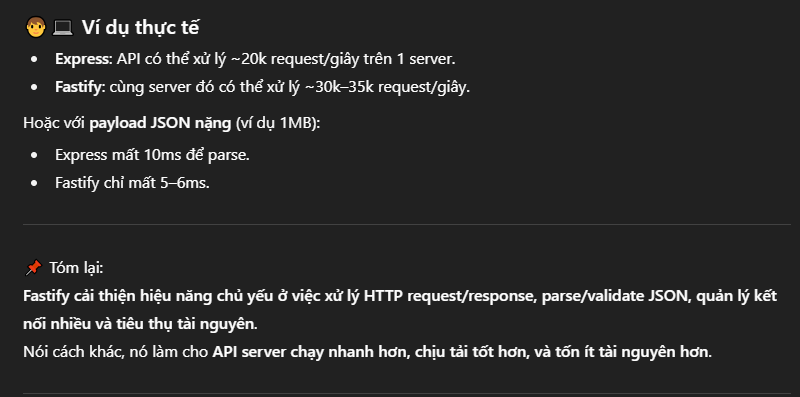 🧑‍💻 Ví dụ thực tế
• Express: API có thể xử lý ~20k request/giây trên 1 server.
• Fastify: cùng server đó có thể xử lý ~30k–35k request/giây.
Hoặc với payload JSON nặng (ví dụ 1MB):
• Express mất 10ms để parse.
• Fastify chỉ mất 5–6ms.
📌 Tóm lại:
Fastify cải thiện hiệu năng chủ yếu ở việc xử lý HTTP request/response, parse/validate JSON, quản lý kết
nối nhiều và tiêu thụ tài nguyên.
Nói cách khác, nó làm cho API server chạy nhanh hơn, chịu tải tốt hơn, và tốn ít tài nguyên hơn.